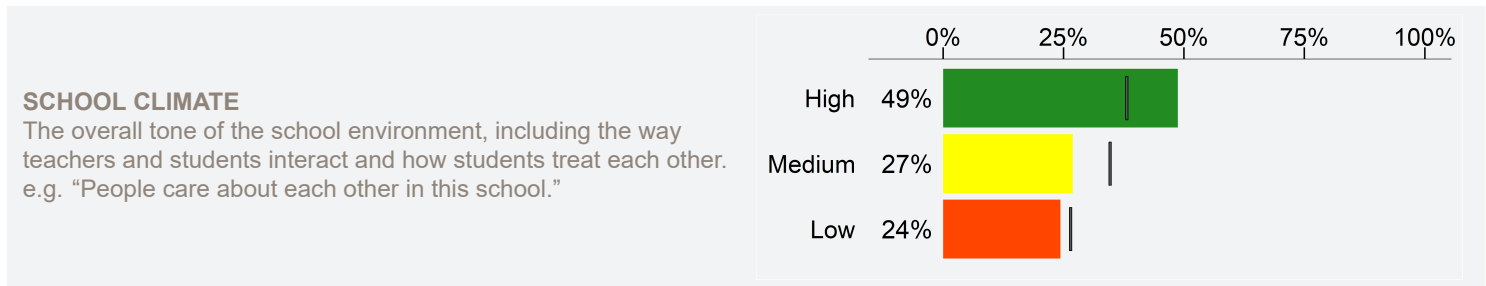 SCHOOL CLIMATE
The overall tone of the school environment, including the way
teachers and students interact and how students treat each other.
e.g. “People care about each other in this school.”
0% 25% 50% 75% 100%
High 49%
Medium 27%
Low 24%